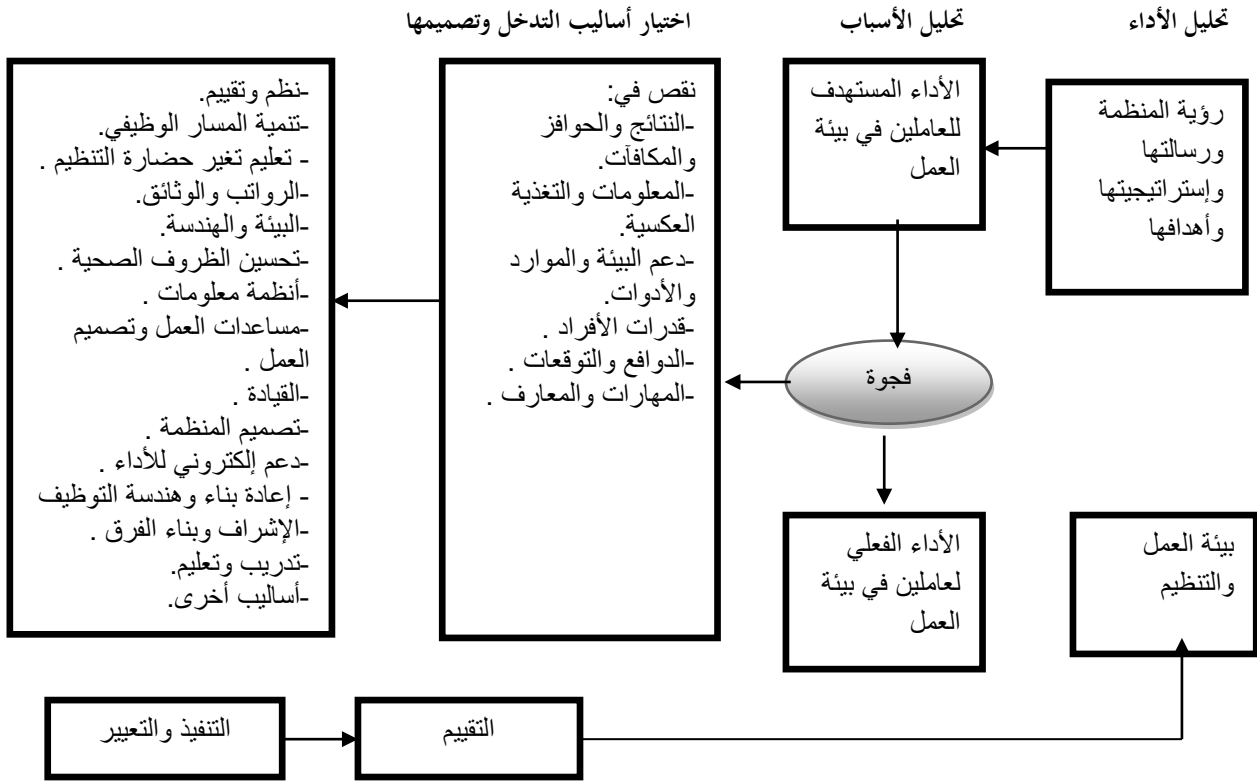 تحليل الأداء
تحليل الأسباب
اختيار أساليب التدخل وتصميمها
رؤية المنظمة
ورسالتها
وإستراتيجيتها
وأهدافها
الأداء المستهدف
للعاملين في بيئة
العمل
نقص في:
-النتائج والحوافز
والمكافآت.
-المعلومات والتغذية
العكسية.
-دعم البيئة والموارد
والأدوات.
-قدرات الأفراد .
-الدوافع والتوقعات .
-المهارات والمعارف .
-نظم وتقييم.
-تنمية المسار الوظيفي.
- تعليم تغير حضارة التنظيم .
-الرواتب والوثائق.
-البيئة والهندسة.
-تحسين الظروف الصحية .
-أنظمة معلومات .
-مساعدات العمل وتصميم
العمل .
-القيادة .
-تصميم المنظمة .
-دعم إلكتروني للأداء .
- إعادة بناء وهندسة التوظيف
-الإشراف وبناء الفرق .
-تدريب وتعليم.
-أساليب أخرى.
فجوة
بيئة العمل
والتنظيم
الأداء الفعلي
لعاملين في بيئة
العمل
التقييم
التنفيذ والتعيير